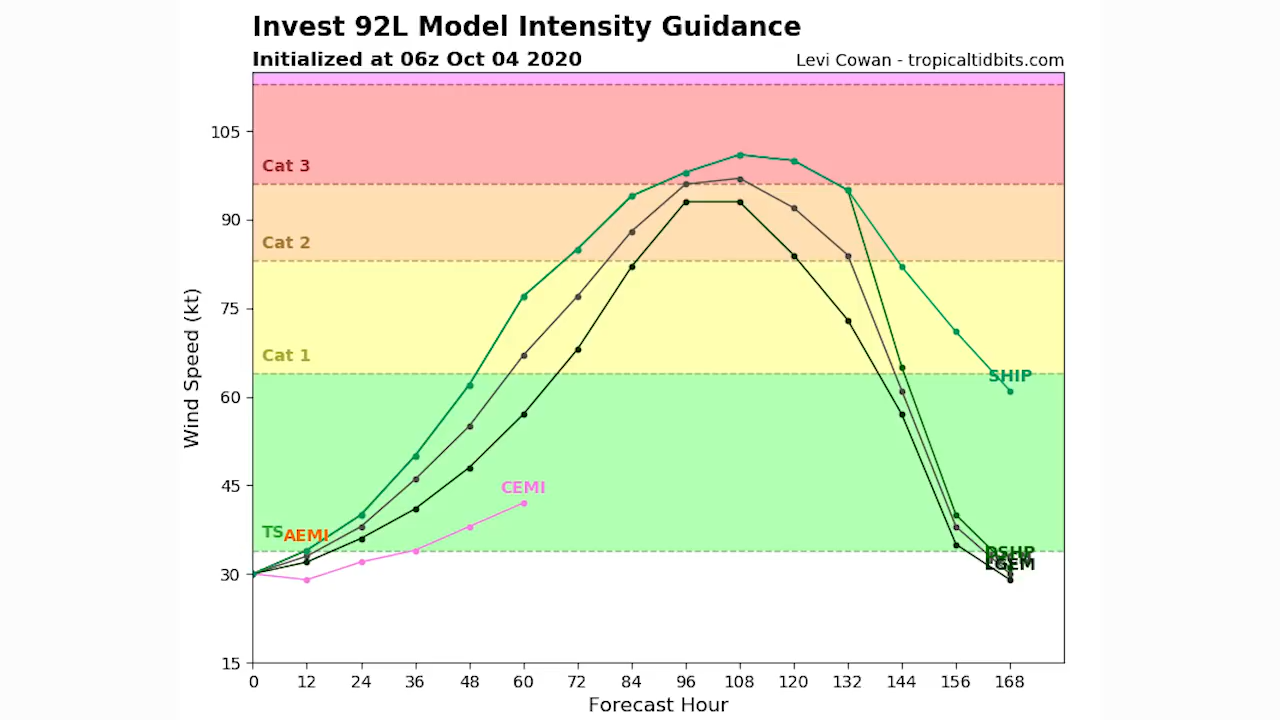 Invest 92L Model Intensity Guidance
Initialized at 06z Oct 04 2020
Levi Cowan - tropicaltidbits.com
105
Cat 3
90
Cat 2
75
Cat 1
SHIP
60
CEMI
45
TS
AEMI
DSHP
LGEM
30
15
0 12 24 36 48 60 72 84 96 108 120 132 144 156 168
Forecast Hour
Wind Speed (kt)